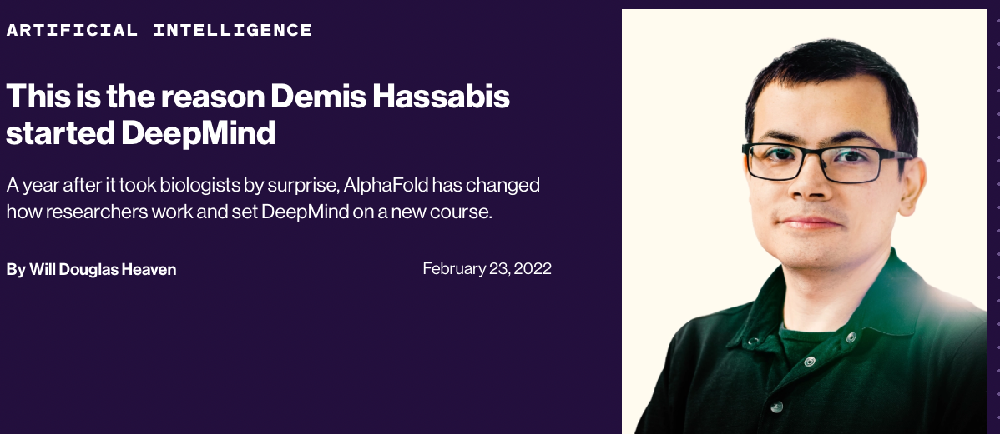 ARTIFICIAL INTELLIGENCE
This is the reason Demis Hassabis
started DeepMind
A year after it took biologists by surprise, AlphaFold has changed
how researchers work and set DeepMind on a new course.
By Will Douglas Heaven
February 23, 2022